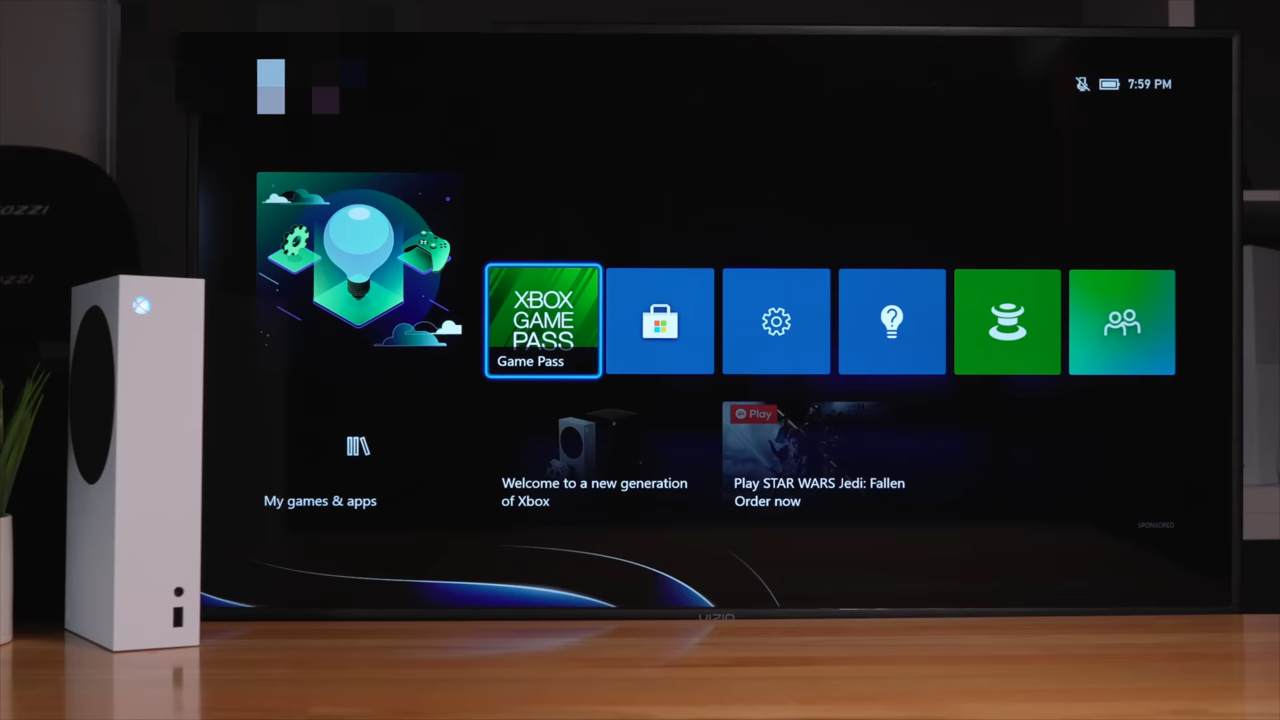 7:59 PM
XBOX
GAME
PASS
Game Pass
Play
Welcome to a new generation
of Xbox
Play STAR WARS Jedi: Fallen
Order now
My games & apps
SPONSORED
VIZIO